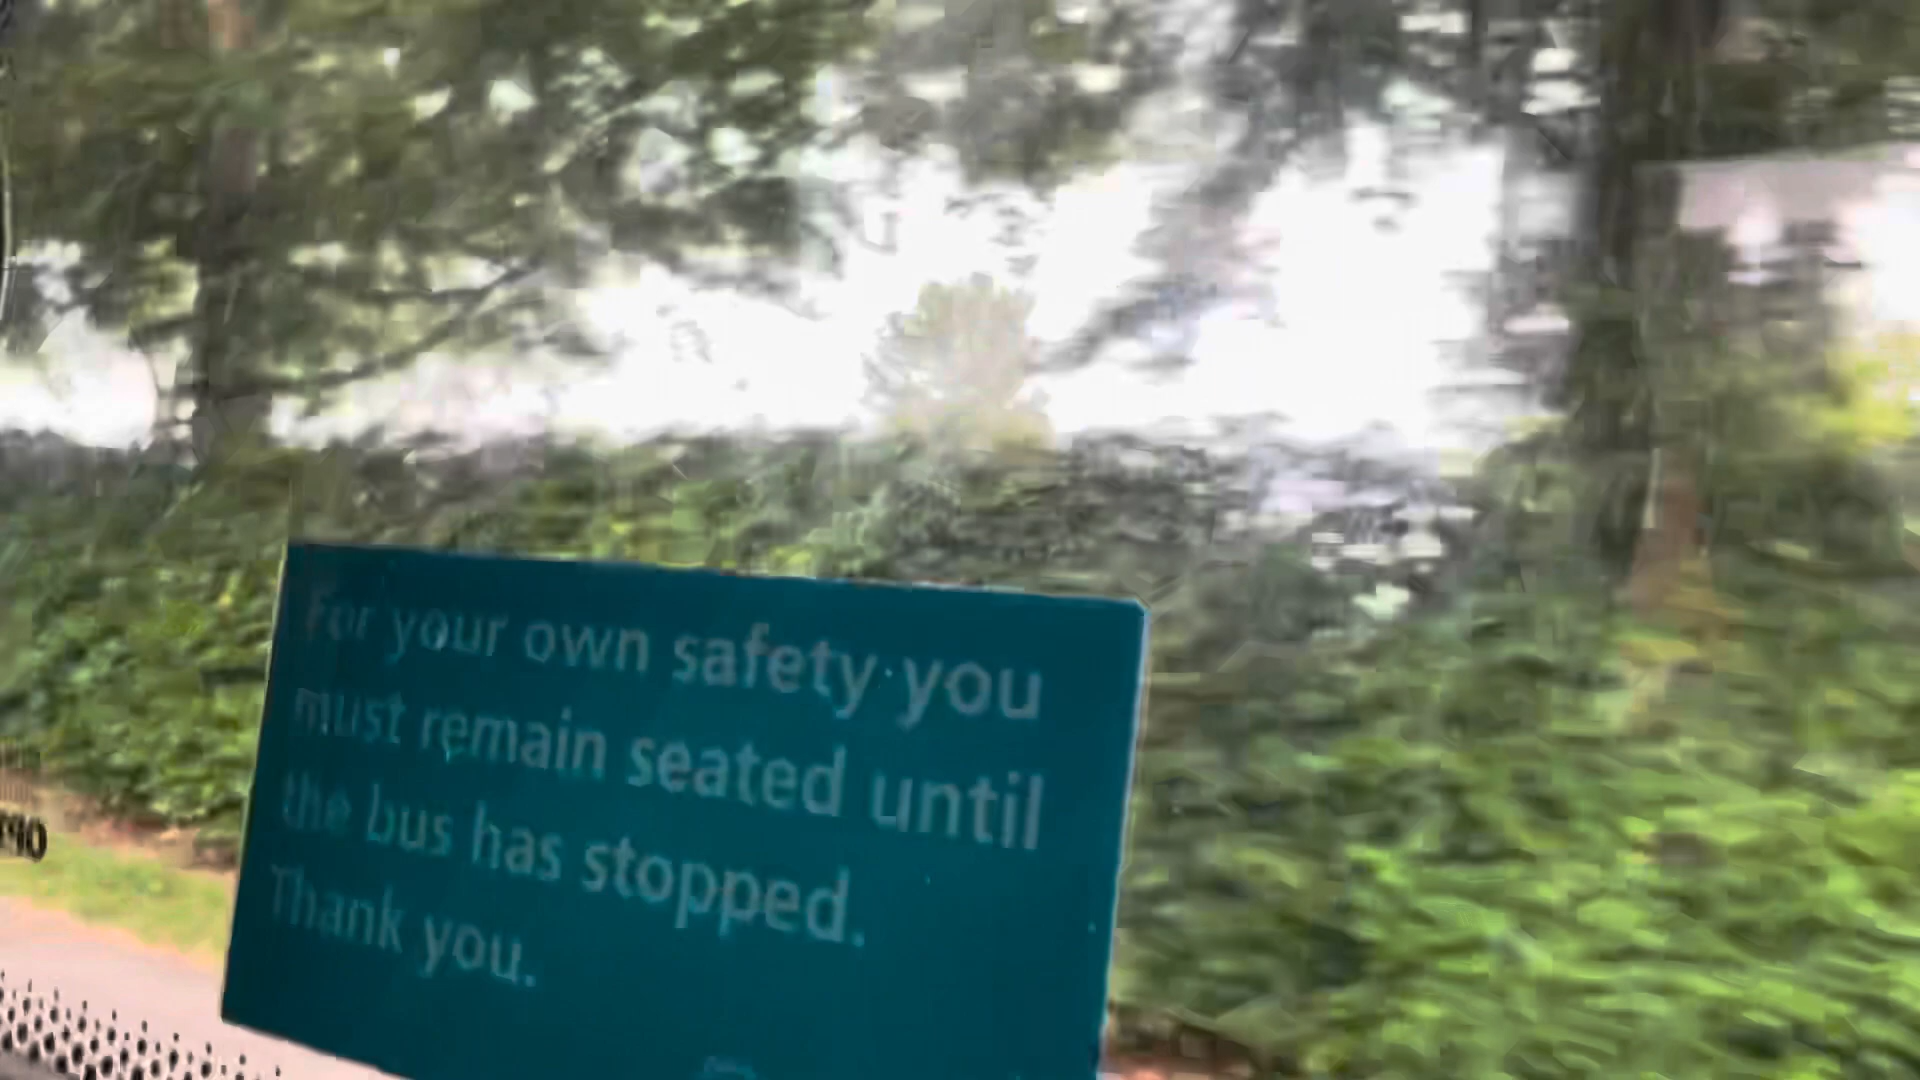 For your own safety you
must remain seated until
the bus has stopped.
Thank you.